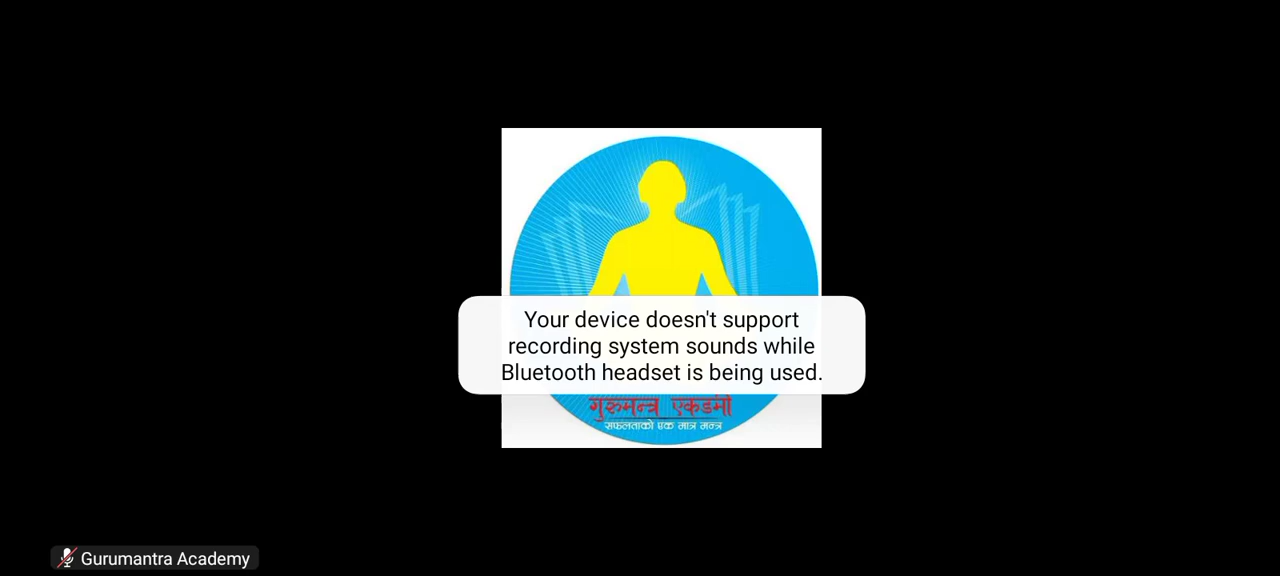 Your device doesn't support
recording system sounds while
Bluetooth headset is being used.
गुरुमन्त्र एकेडेमी
सफलताको एक मात्र मन्त्र
Gurumantra Academy